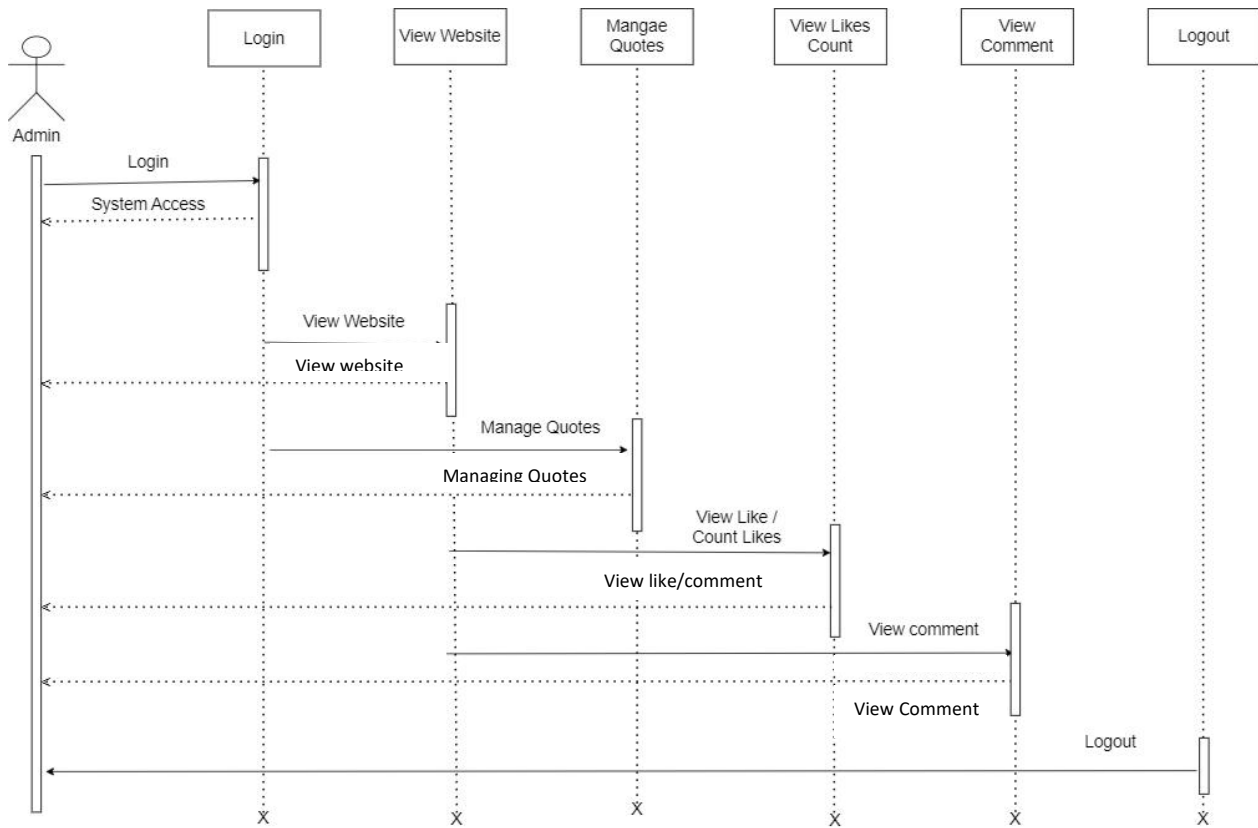 Login
View Website
Mangae
Quotes
View Likes
Count
View
Comment
Logout
Admin
Login
System Access
View Website
View website
Manage Quotes
Managing Quotes
View Like /
Count Likes
View like/comment
View comment
View Comment
Logout
X
X
X
X
X
X